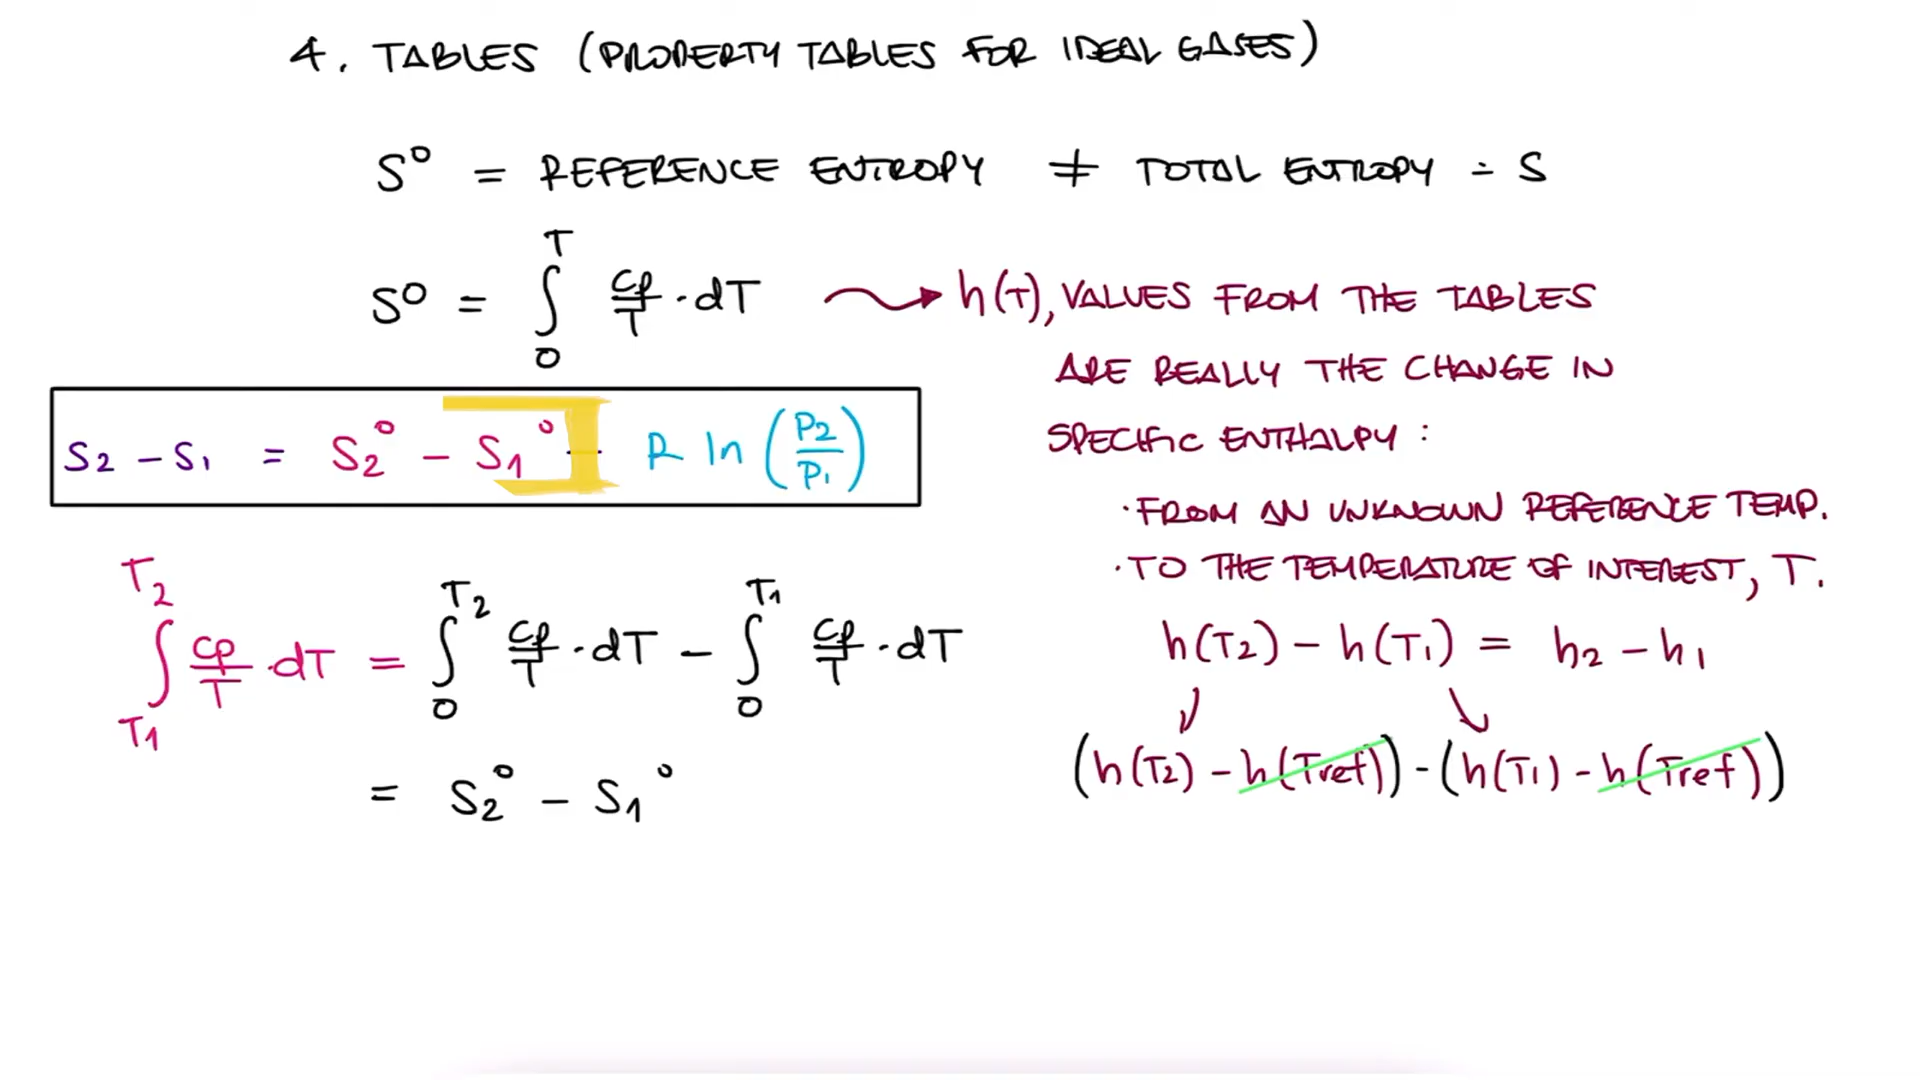 4. TABLES (PROPERTY TABLES FOR IDEAL GASES)
S° = REFERENCE ENTROPY ≠ TOTAL ENTROPY = S
S° = ∫₀ᵀ cp/T · dT → h(T), VALUES FROM THE TABLES
ARE REALLY THE CHANGE IN
SPECIFIC ENTHALPY :
· FROM AN UNKNOWN REFERENCE TEMP.
· TO THE TEMPERATURE OF INTEREST, T.
h(T2) - h(T1) = h2 - h1
(h(T2) - h(Tref)) - (h(T1) - h(Tref))
S2 - S1 = S2° - S1° - R ln (P2/P1)
∫_T1^T2 cp/T · dT = ∫_0^T2 cp/T · dT - ∫_0^T1 cp/T · dT
= S2° - S1°